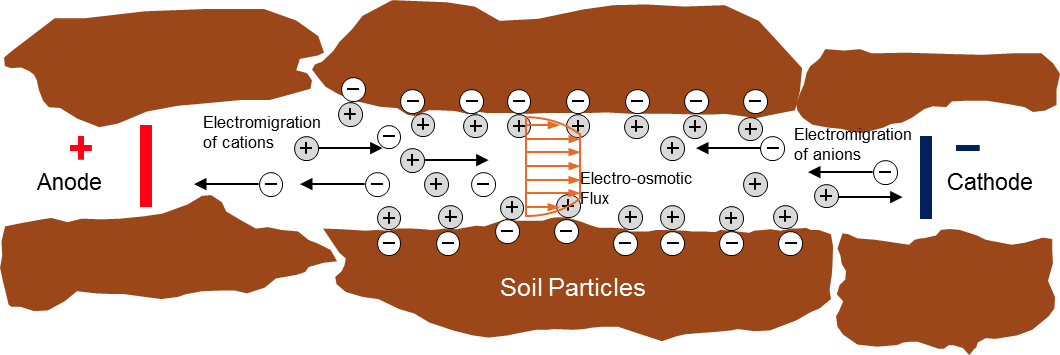 Electromigration
of cations
+
Anode
Electro-osmotic
Flux
Electromigration
of anions
−
Cathode
Soil Particles